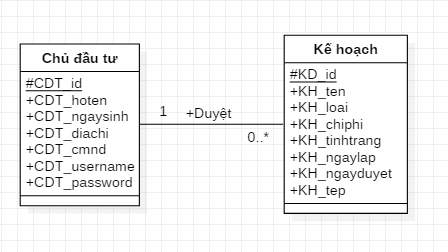 Chủ đầu tư
#CDT_id
+CDT_hoten
+CDT_ngaysinh
+CDT_diachi
+CDT_cmnd
+CDT_username
+CDT_password
1
+Duyệt
0..*
Kế hoạch
#KD_id
+KH_ten
+KH_loai
+KH_chiphi
+KH_tinhtrang
+KH_ngaylap
+KH_ngayduyet
+KH_tep